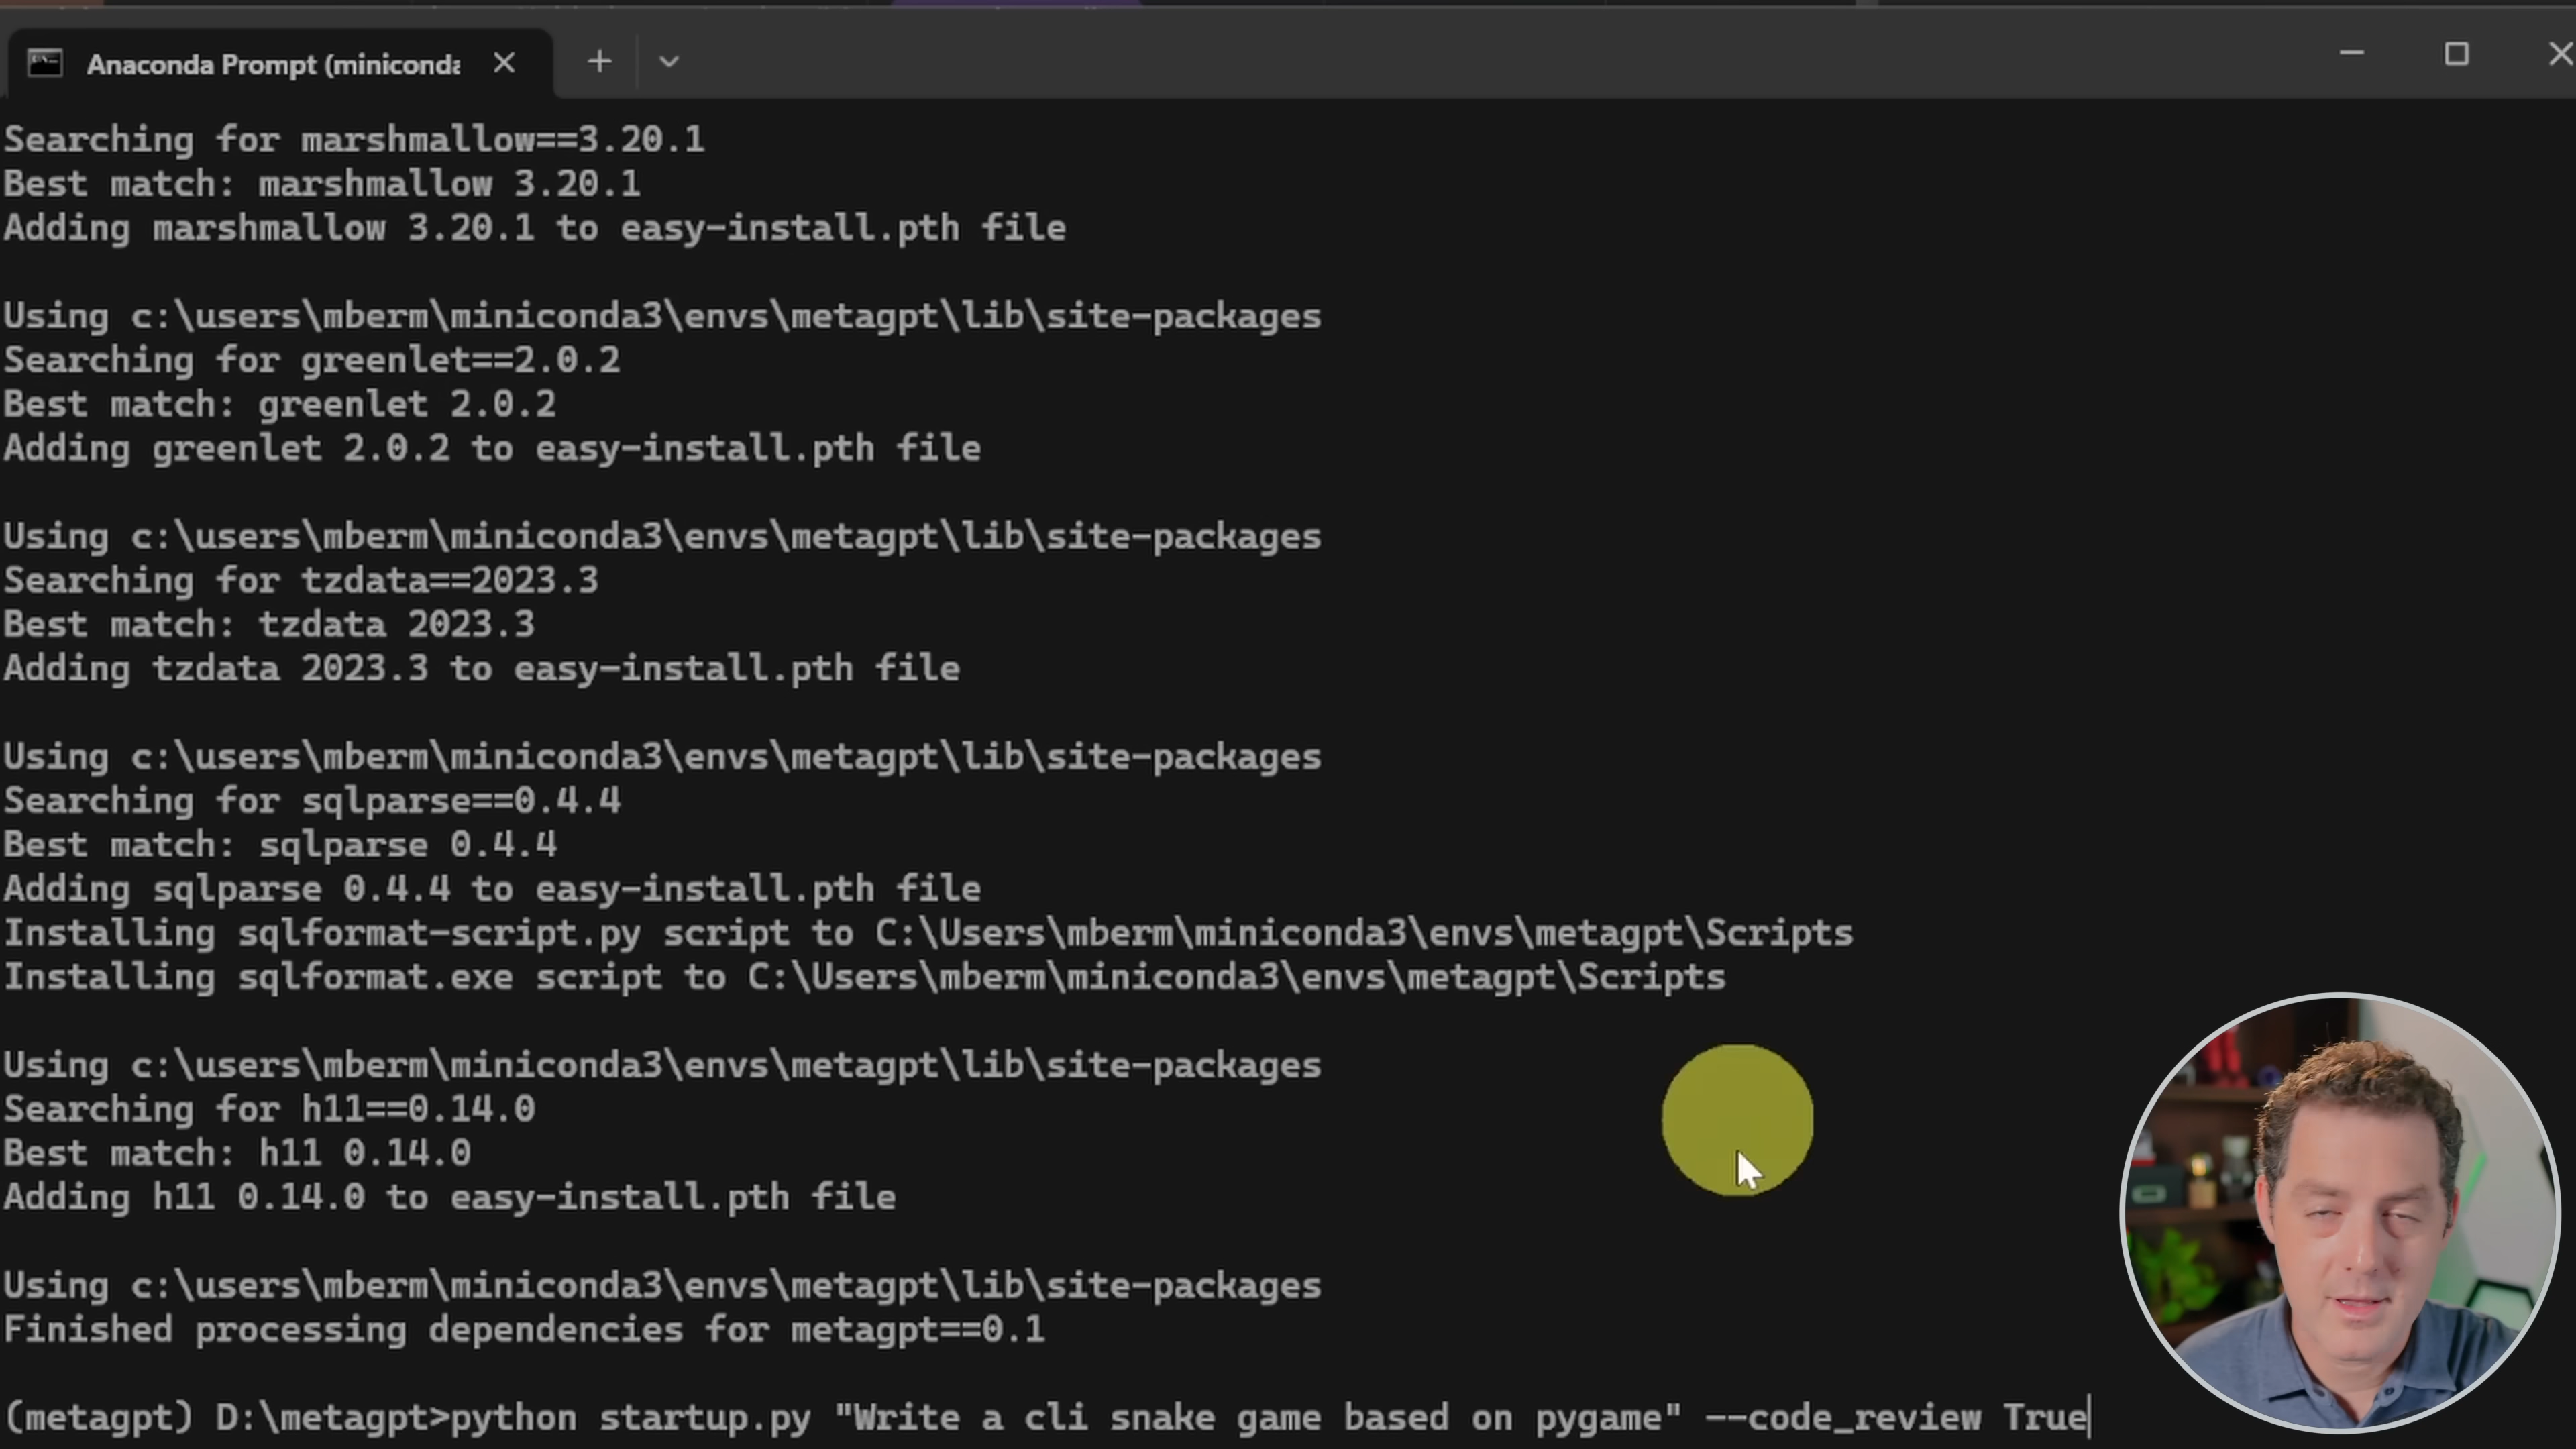 Anaconda Prompt (miniconda
Searching for marshmallow==3.20.1
Best match: marshmallow 3.20.1
Adding marshmallow 3.20.1 to easy-install.pth file
Using c:\users\mberm\miniconda3\envs\metagpt\lib\site-packages
Searching for greenlet==2.0.2
Best match: greenlet 2.0.2
Adding greenlet 2.0.2 to easy-install.pth file
Using c:\users\mberm\miniconda3\envs\metagpt\lib\site-packages
Searching for tzdata==2023.3
Best match: tzdata 2023.3
Adding tzdata 2023.3 to easy-install.pth file
Using c:\users\mberm\miniconda3\envs\metagpt\lib\site-packages
Searching for sqlparse==0.4.4
Best match: sqlparse 0.4.4
Adding sqlparse 0.4.4 to easy-install.pth file
Installing sqlformat-script.py script to C:\Users\mberm\miniconda3\envs\metagpt\Scripts
Installing sqlformat.exe script to C:\Users\mberm\miniconda3\envs\metagpt\Scripts
Using c:\users\mberm\miniconda3\envs\metagpt\lib\site-packages
Searching for h11==0.14.0
Best match: h11 0.14.0
Adding h11 0.14.0 to easy-install.pth file
Using c:\users\mberm\miniconda3\envs\metagpt\lib\site-packages
Finished processing dependencies for metagpt==0.1
(metagpt) D:\metagpt>python startup.py "Write a cli snake game based on pygame" --code_review True